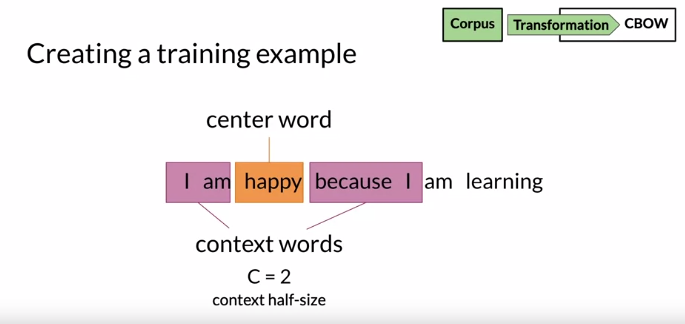 Corpus Transformation CBOW
Creating a training example
center word
I am happy because I am learning
context words
C = 2
context half-size